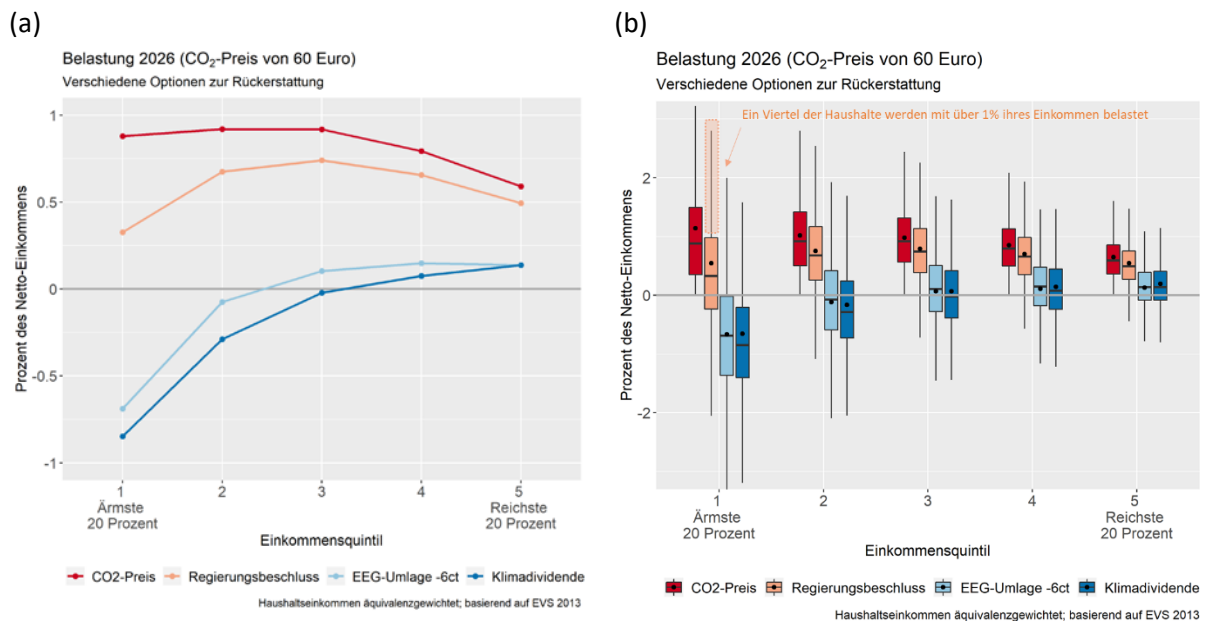 (a)
Belastung 2026 (CO₂-Preis von 60 Euro)
Verschiedene Optionen zur Rückerstattung
Prozent des Netto-Einkommens
1
0.5
0
-0.5
-1
1
2
3
4
5
Ärmste
20 Prozent
Reichste
20 Prozent
Einkommensquintil
CO2-Preis
Regierungsbeschluss
EEG-Umlage -6ct
Klimadividende
Haushaltseinkommen äquivalenzgewichtet; basierend auf EVS 2013
(b)
Belastung 2026 (CO₂-Preis von 60 Euro)
Verschiedene Optionen zur Rückerstattung
Ein Viertel der Haushalte werden mit über 1% ihres Einkommen belastet
Prozent des Netto-Einkommens
2
0
-2
1
2
3
4
5
Ärmste
20 Prozent
Reichste
20 Prozent
Einkommensquintil
CO2-Preis
Regierungsbeschluss
EEG-Umlage -6ct
Klimadividende
Haushaltseinkommen äquivalenzgewichtet; basierend auf EVS 2013